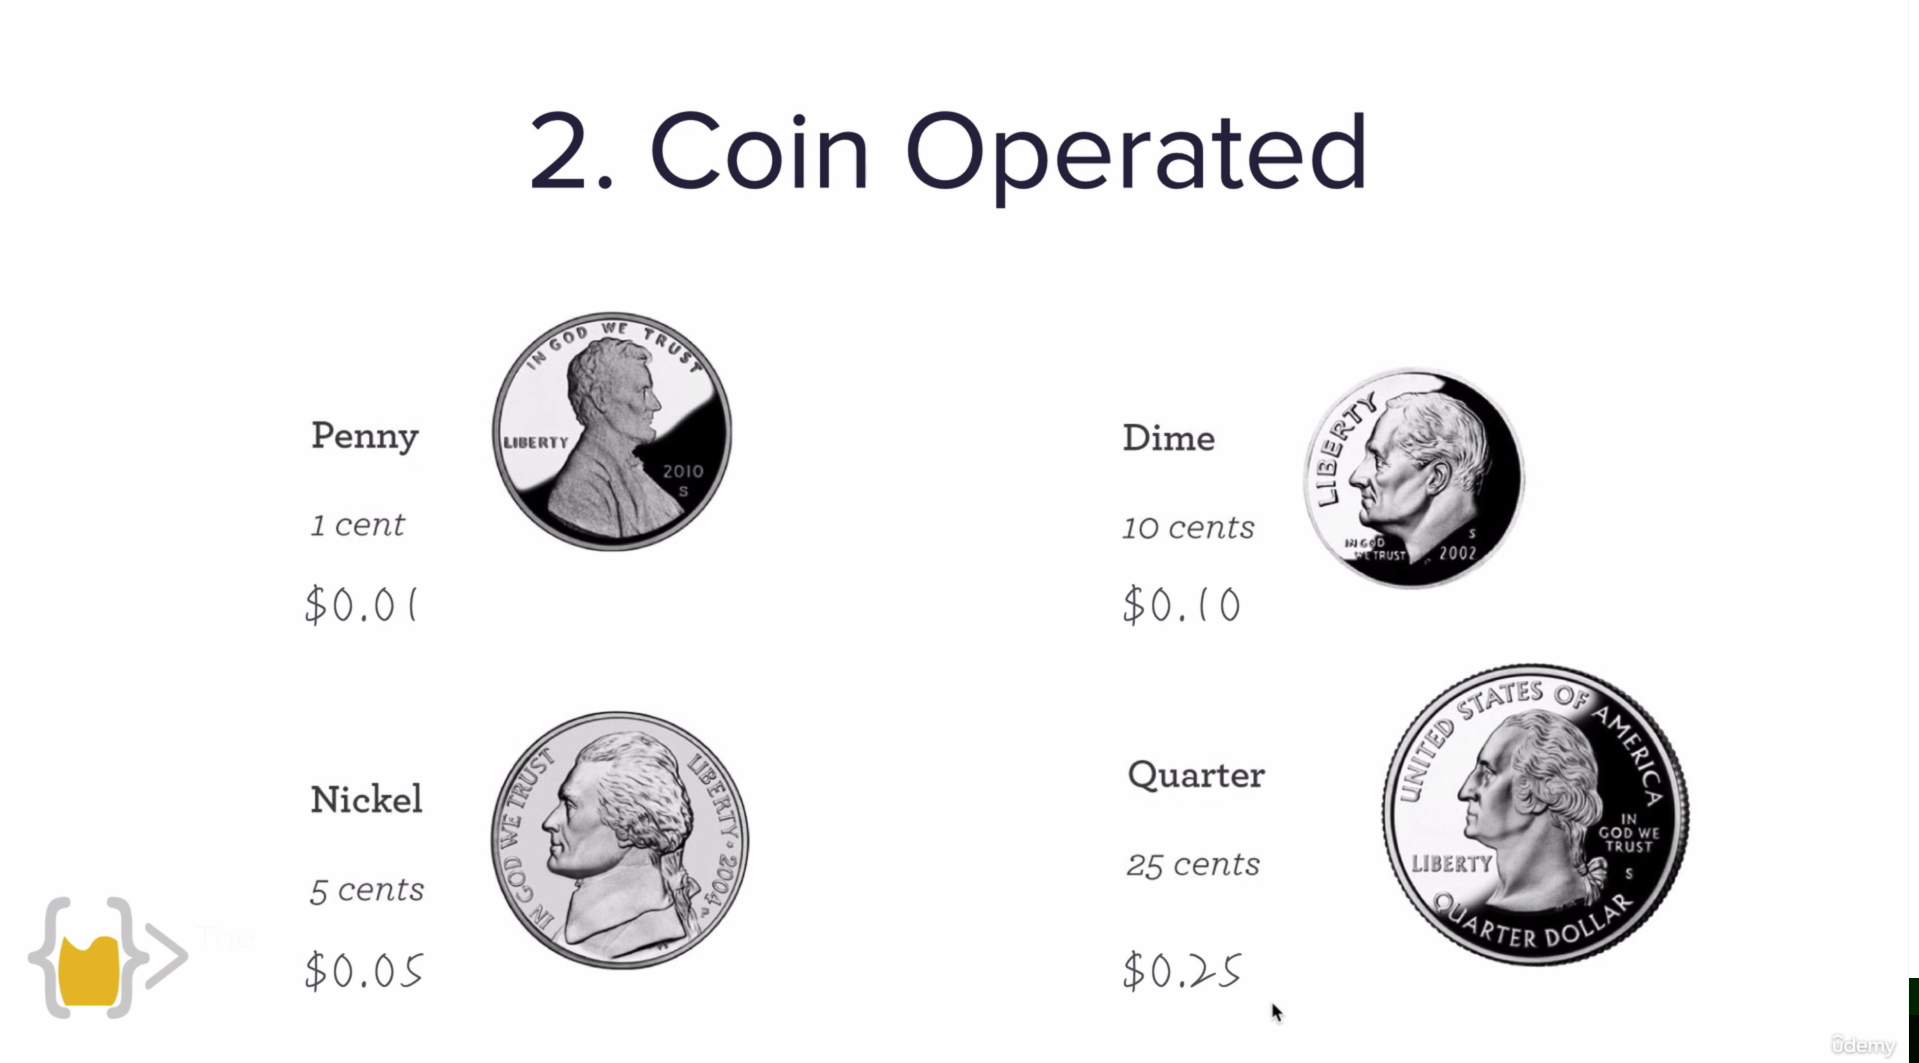 2. Coin Operated
Penny
1 cent
$0.01
IN GOD WE TRUST
LIBERTY
2010
S
Dime
10 cents
$0.10
LIBERTY
IN GOD
WE TRUST
S
2002
Nickel
5 cents
$0.05
IN GOD WE TRUST
LIBERTY · 2004
Quarter
25 cents
$0.25
UNITED STATES OF AMERICA
LIBERTY
IN
GOD WE
TRUST
S
QUARTER DOLLAR
The
ûdemy